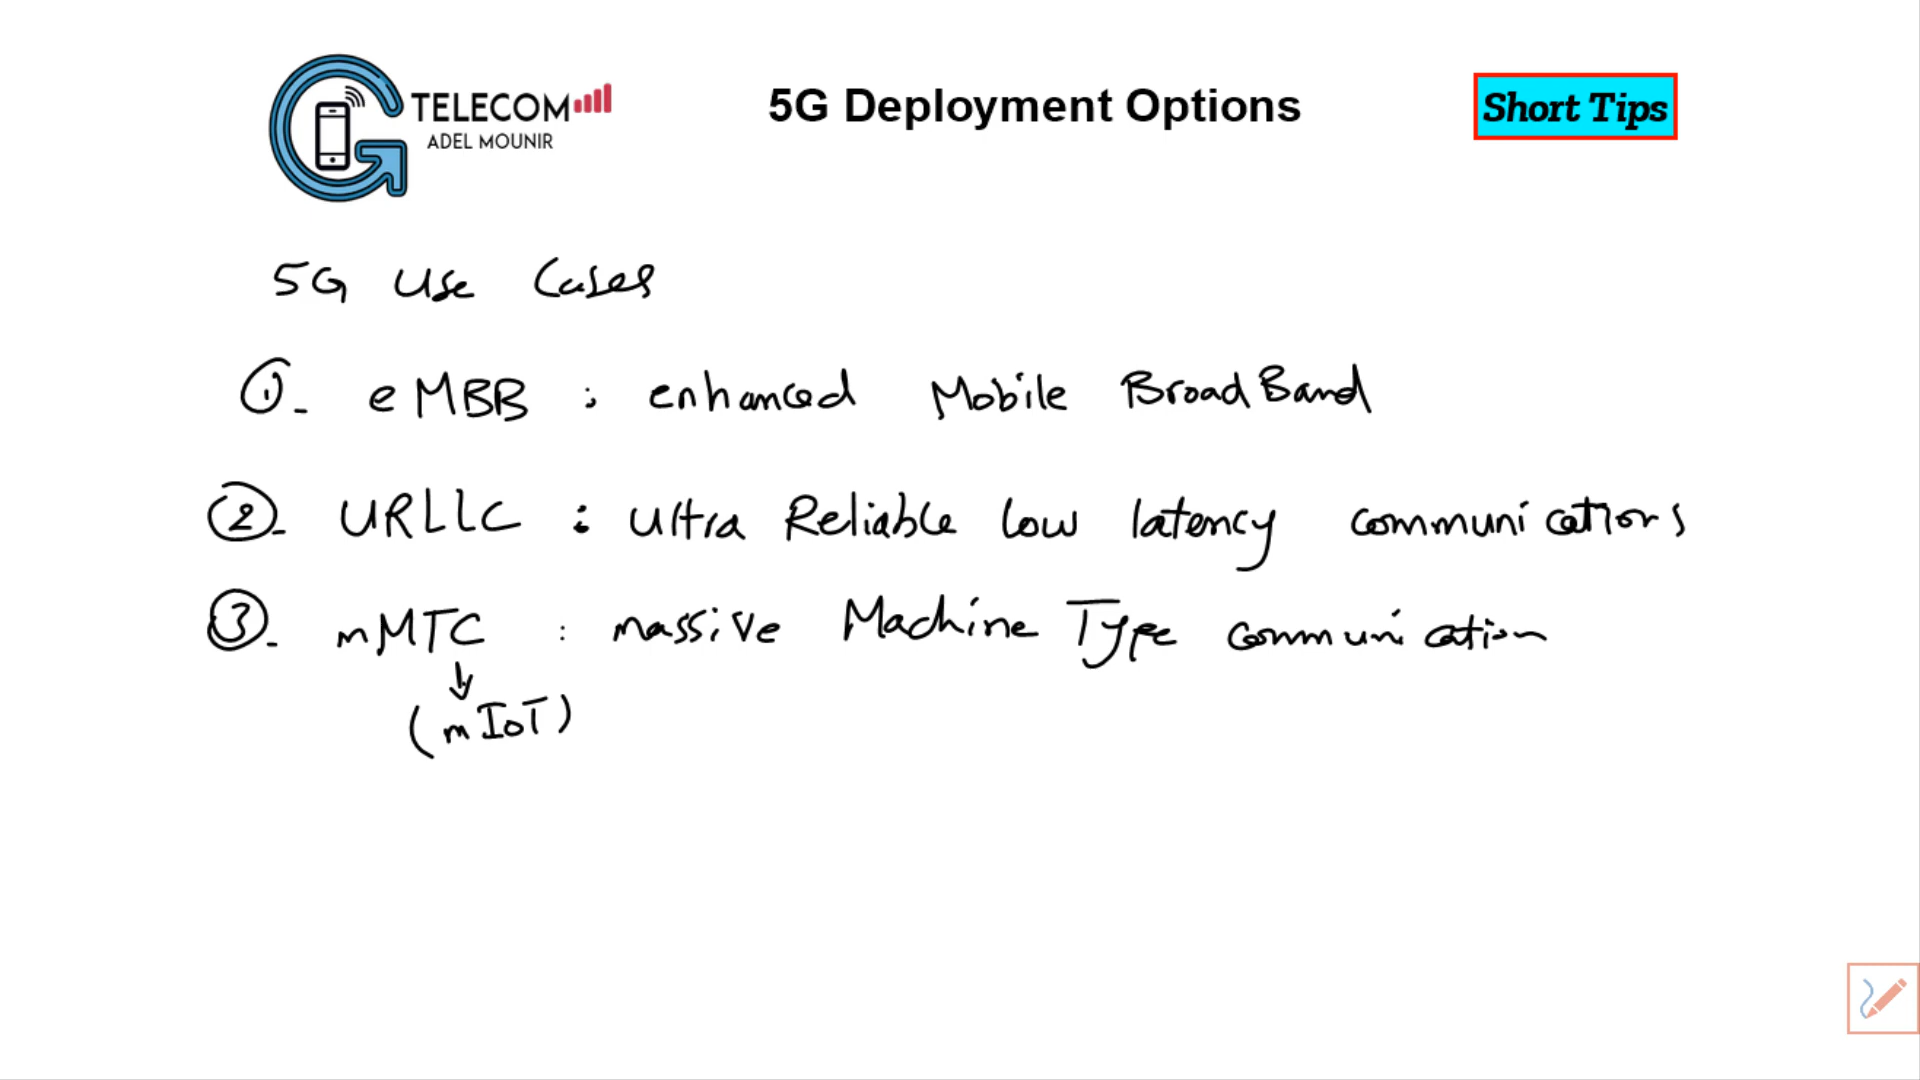 TELECOM
ADEL MOUNIR
5G Deployment Options
Short Tips
5G Use Cases
1- eMBB : enhanced Mobile BroadBand
2- URLLC : Ultra Reliable Low latency communications
3- mMTC : massive Machine Type communication
(mIoT)